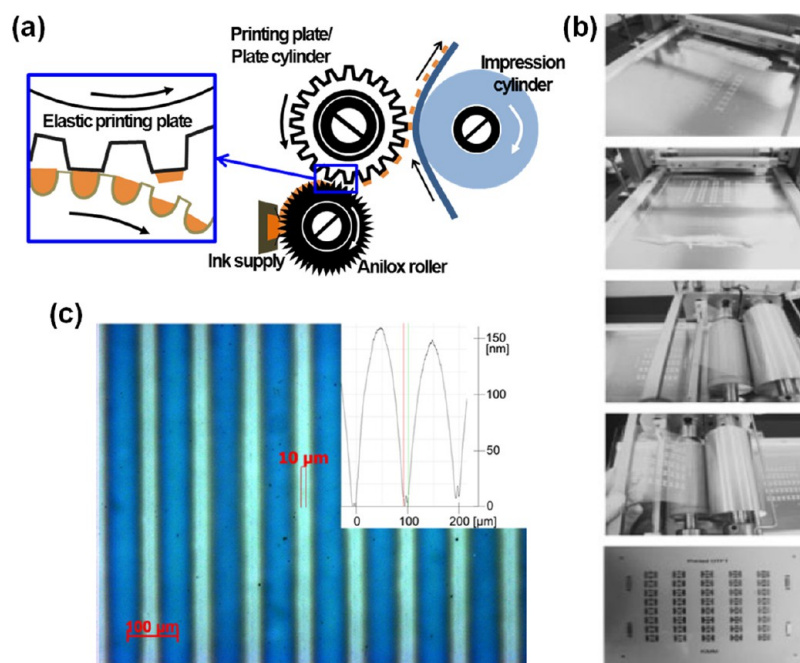 (a)
Printing plate/
Plate cylinder
Impression
cylinder
Elastic printing plate
Ink supply
Anilox roller
(b)
(c)
10 µm
100 µm
150
[nm]
100
50
0
0
100
200
[µm]